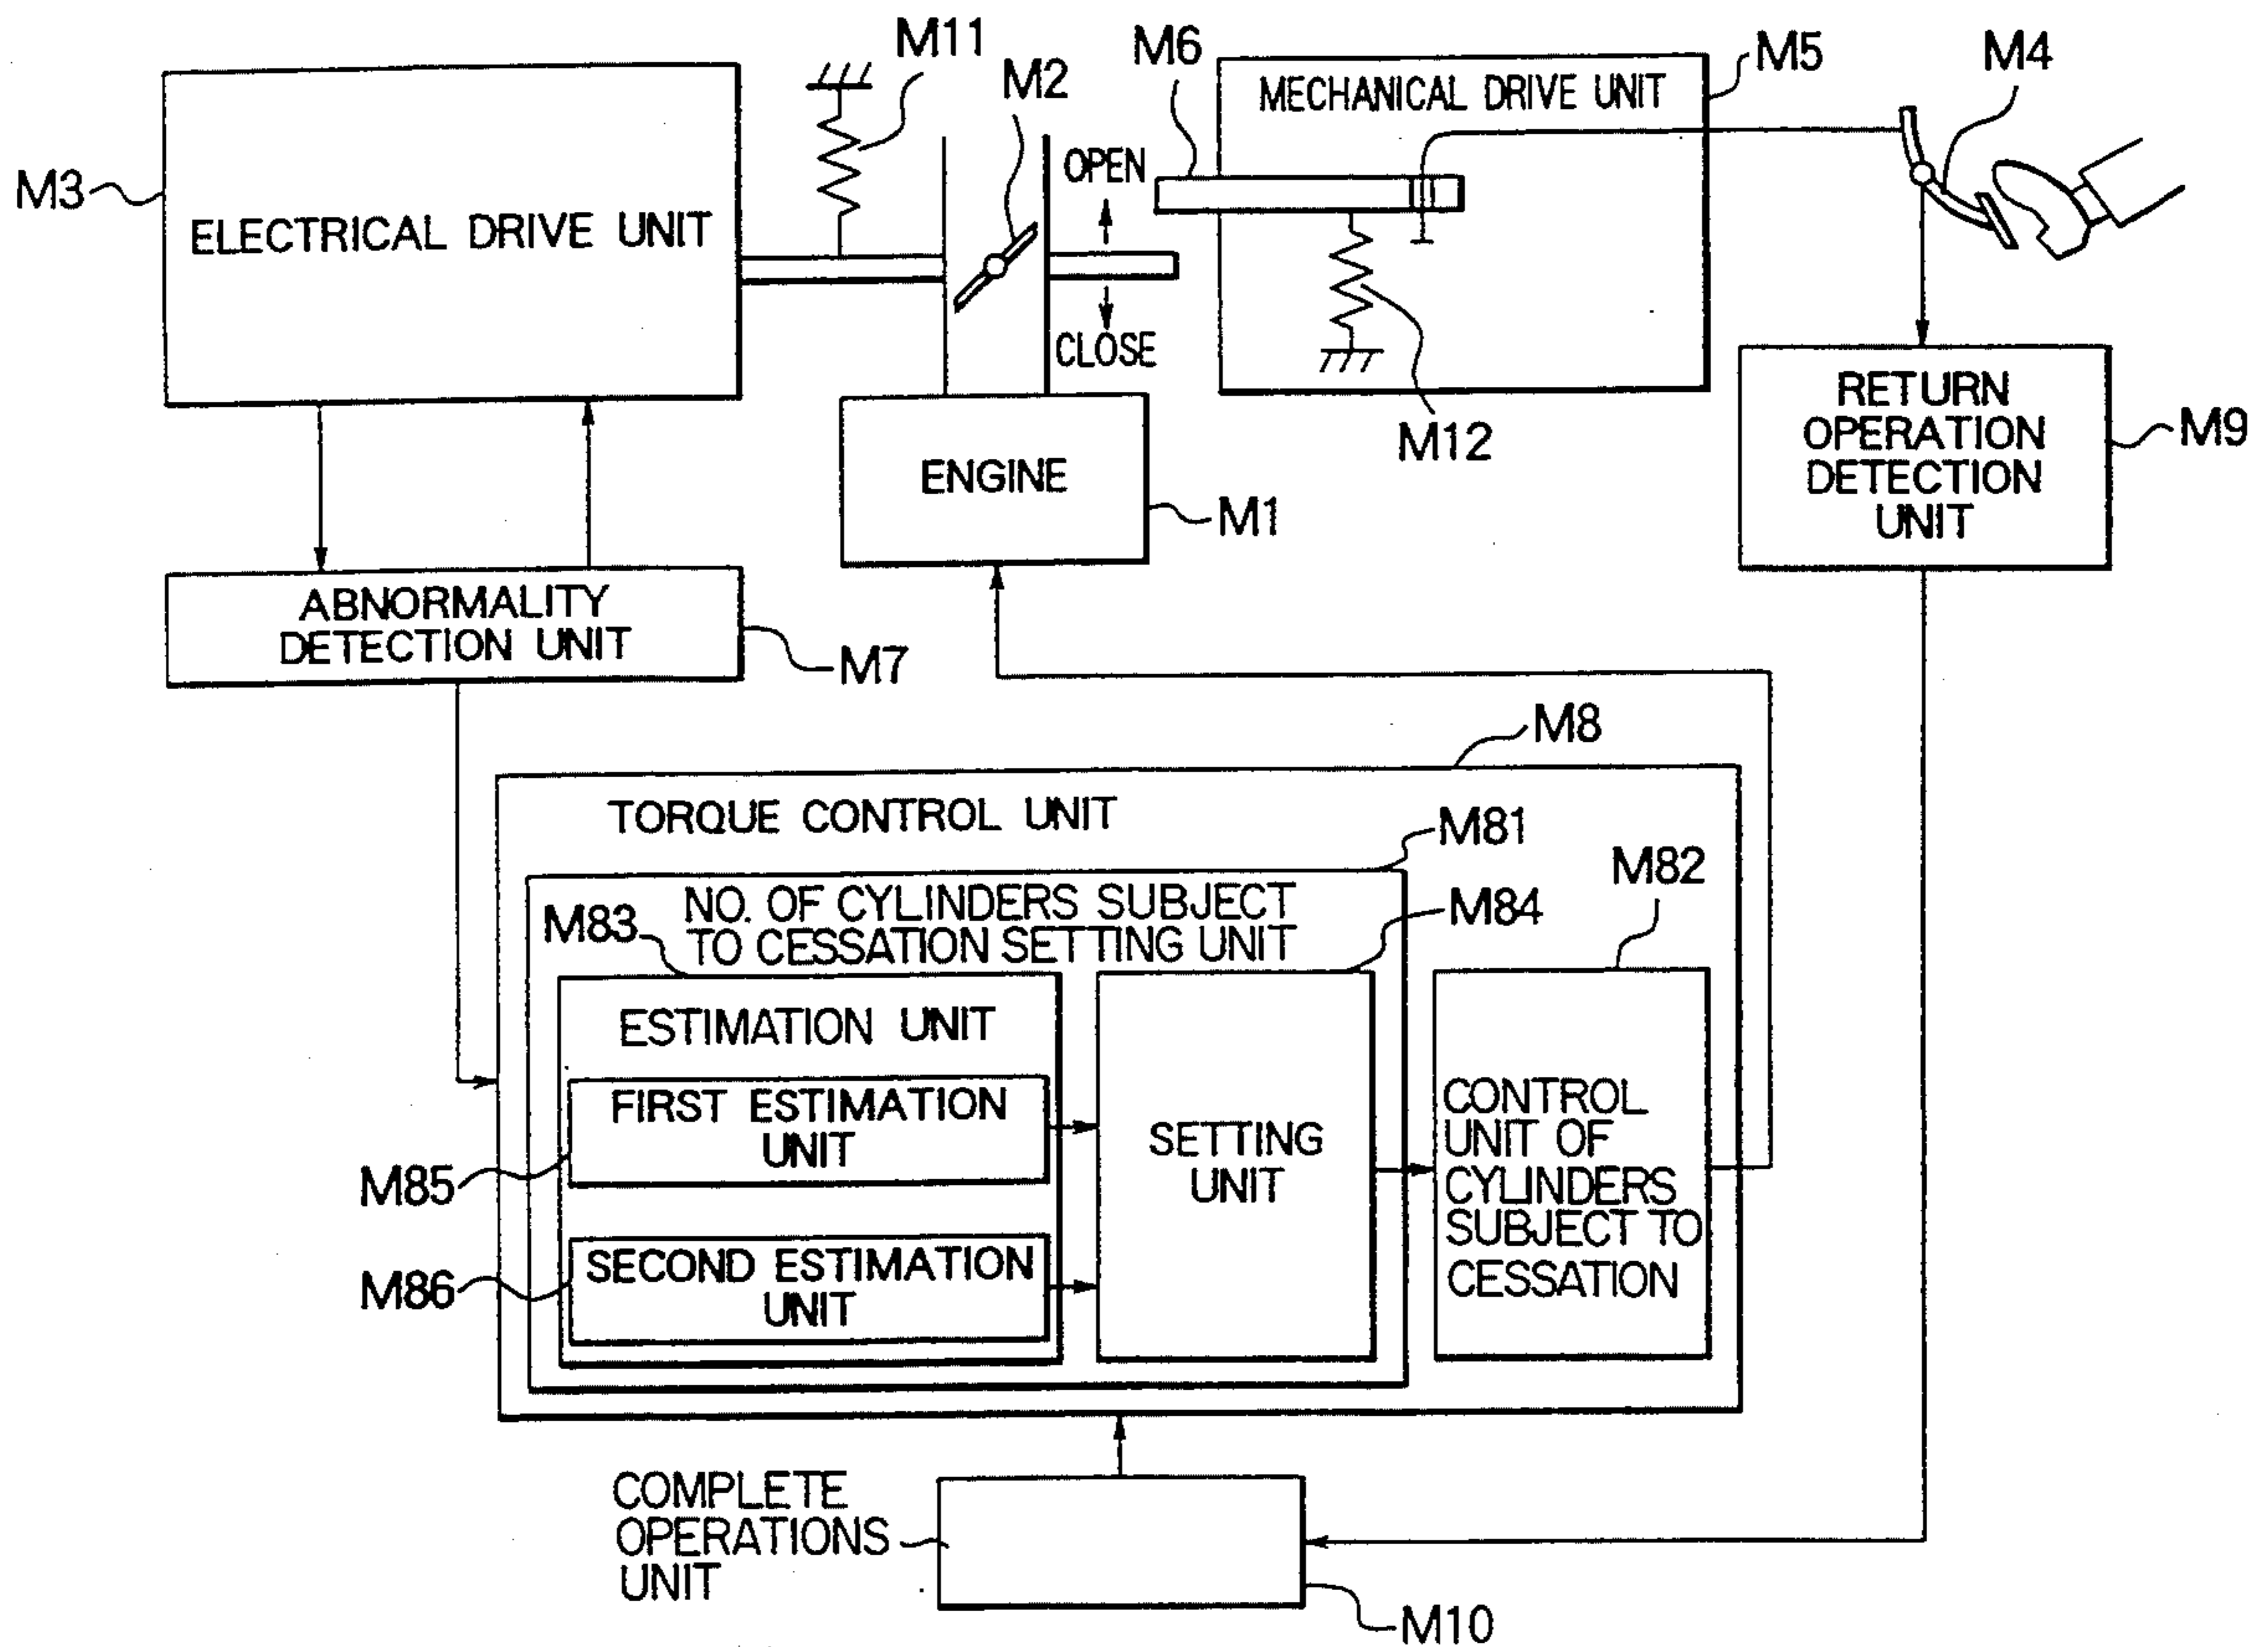 M11
M2
M6
MECHANICAL DRIVE UNIT
M5
M4
M3
ELECTRICAL DRIVE UNIT
OPEN
CLOSE
M12
RETURN
OPERATION
DETECTION
UNIT
M9
ENGINE
M1
ABNORMALITY
DETECTION UNIT
M7
M8
TORQUE CONTROL UNIT
M81
NO. OF CYLINDERS SUBJECT
TO CESSATION SETTING UNIT
M82
M83
M84
ESTIMATION UNIT
FIRST ESTIMATION
UNIT
M85
SECOND ESTIMATION
UNIT
M86
SETTING
UNIT
CONTROL
UNIT OF
CYLINDERS
SUBJECT TO
CESSATION
COMPLETE
OPERATIONS
UNIT
M10